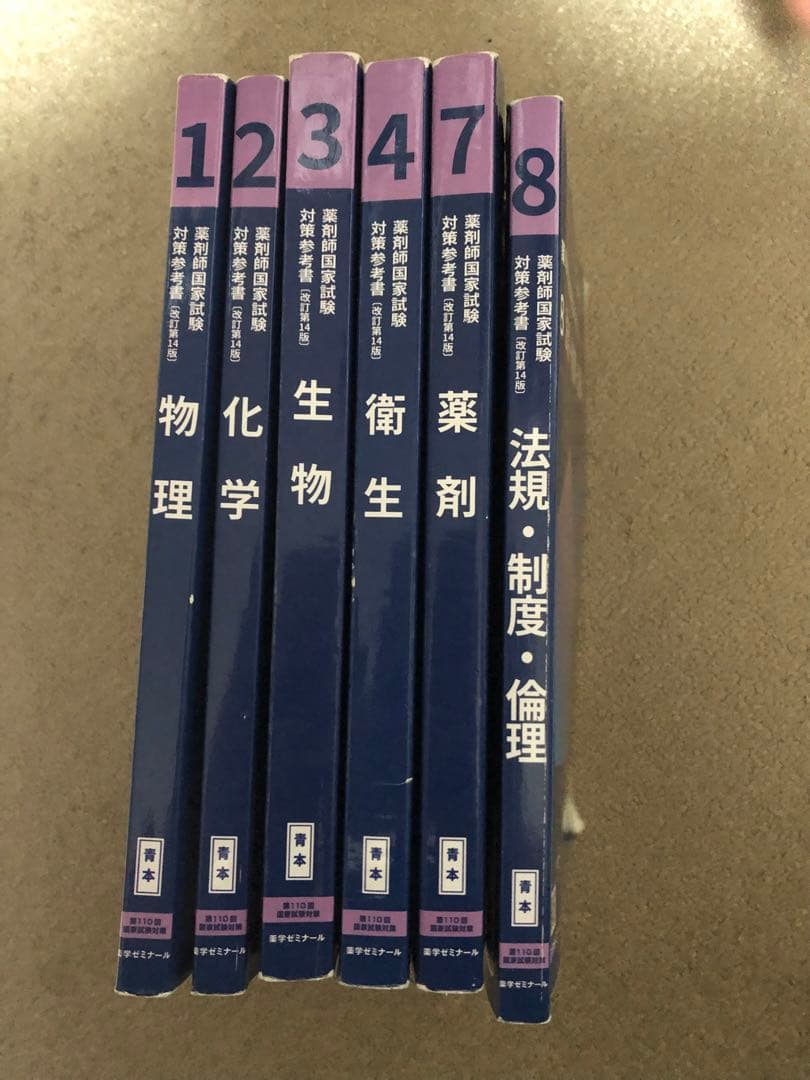 1
薬剤師国家試験
対策参考書〔改訂第14版〕
物理
青本
第110回
国家試験対策
薬学ゼミナール
2
薬剤師国家試験
対策参考書〔改訂第14版〕
化学
青本
第110回
国家試験対策
薬学ゼミナール
3
薬剤師国家試験
対策参考書〔改訂第14版〕
生物
青本
第110回
国家試験対策
薬学ゼミナール
4
薬剤師国家試験
対策参考書〔改訂第14版〕
衛生
青本
第110回
国家試験対策
薬学ゼミナール
7
薬剤師国家試験
対策参考書〔改訂第14版〕
薬剤
青本
第110回
国家試験対策
薬学ゼミナール
8
薬剤師国家試験
対策参考書〔改訂第14版〕
法規・制度・倫理
青本
第110回
国家試験対策
薬学ゼミナール